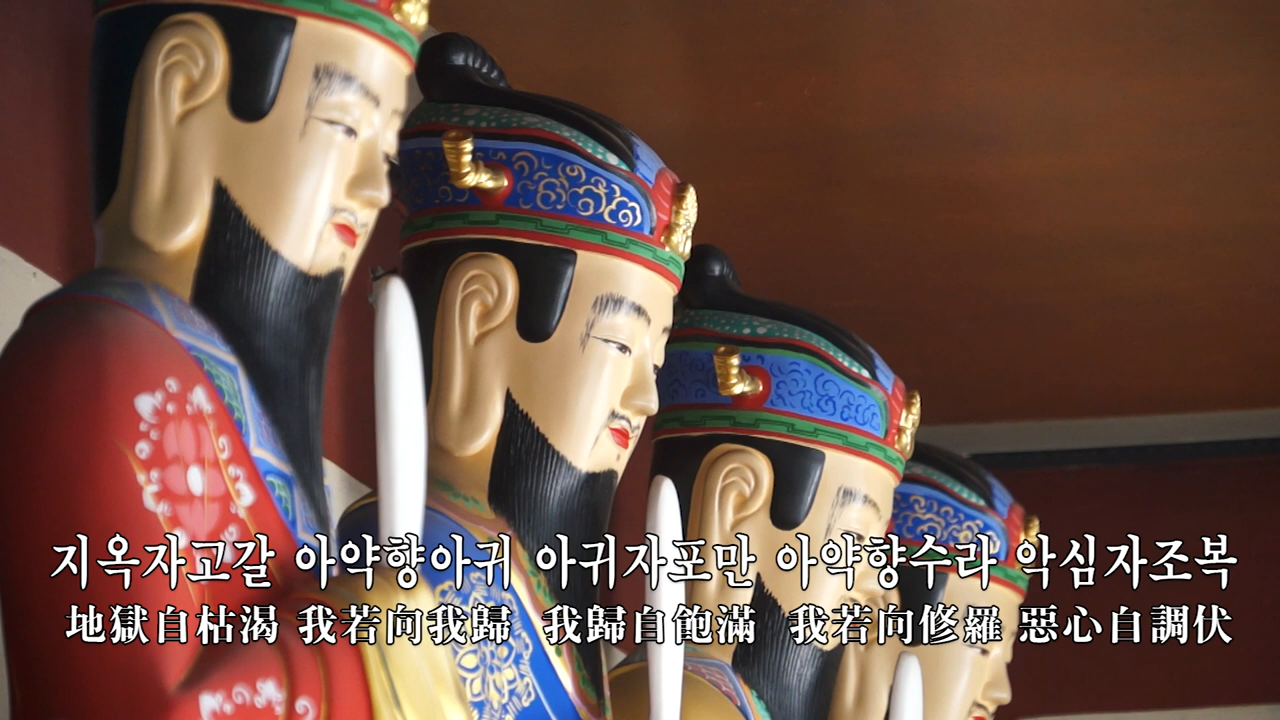 지옥자고갈 아약향아귀 아귀자포만 아약향수라 악심자조복
地獄自枯渴 我若向我歸 我歸自飽滿 我若向修羅 惡心自調伏